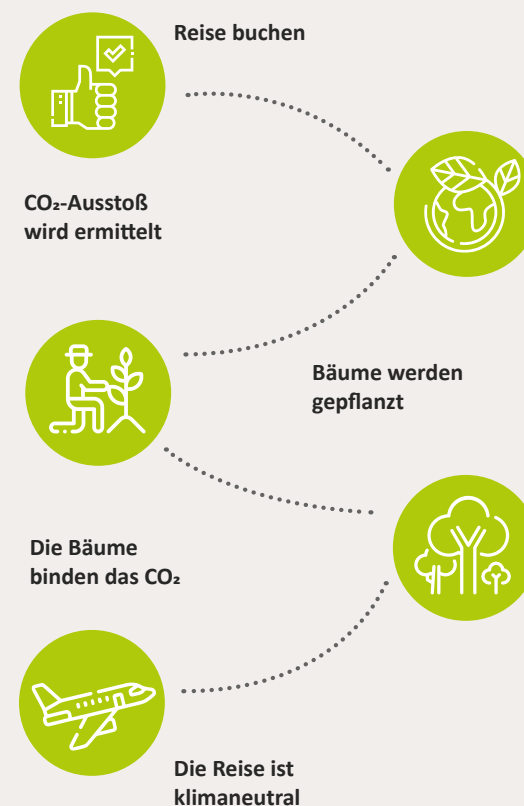 Reise buchen
CO₂-Ausstoß
wird ermittelt
Bäume werden
gepflanzt
Die Bäume
binden das CO₂
Die Reise ist
klimaneutral